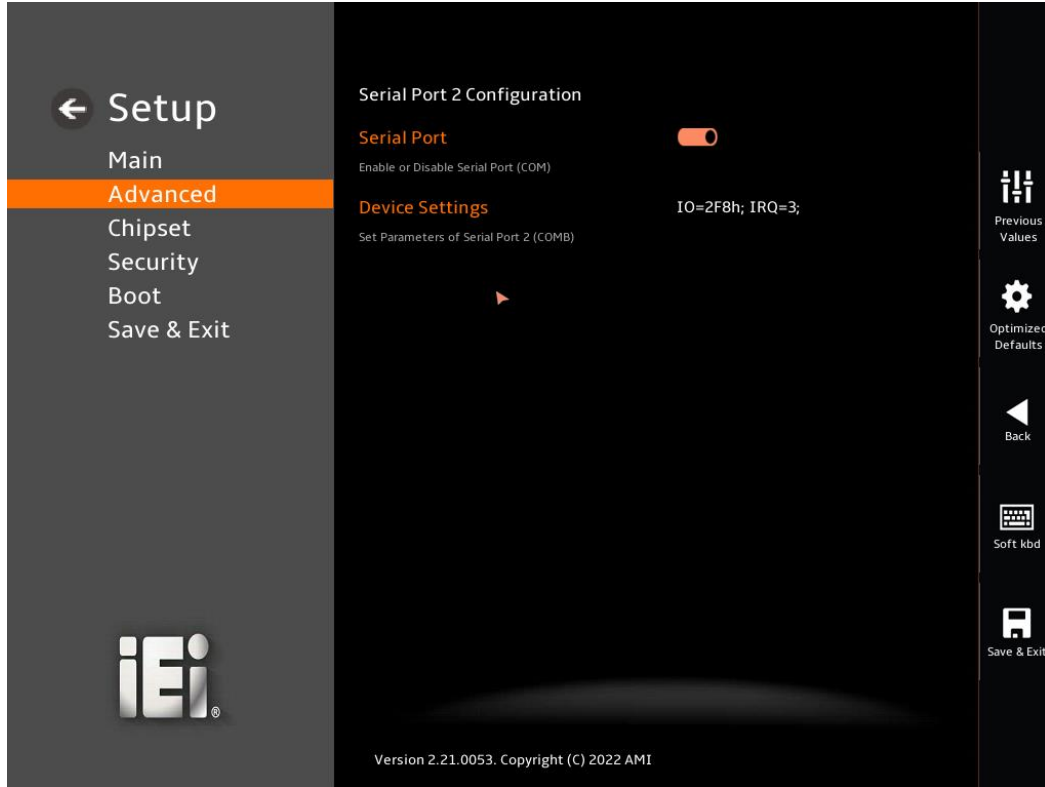 Setup
Main
Advanced
Chipset
Security
Boot
Save & Exit
iEi®
Serial Port 2 Configuration
Serial Port
Enable or Disable Serial Port (COM)
Device Settings
IO=2F8h; IRQ=3;
Set Parameters of Serial Port 2 (COMB)
Version 2.21.0053. Copyright (C) 2022 AMI
Previous
Values
Optimized
Defaults
Back
Soft kbd
Save & Exit